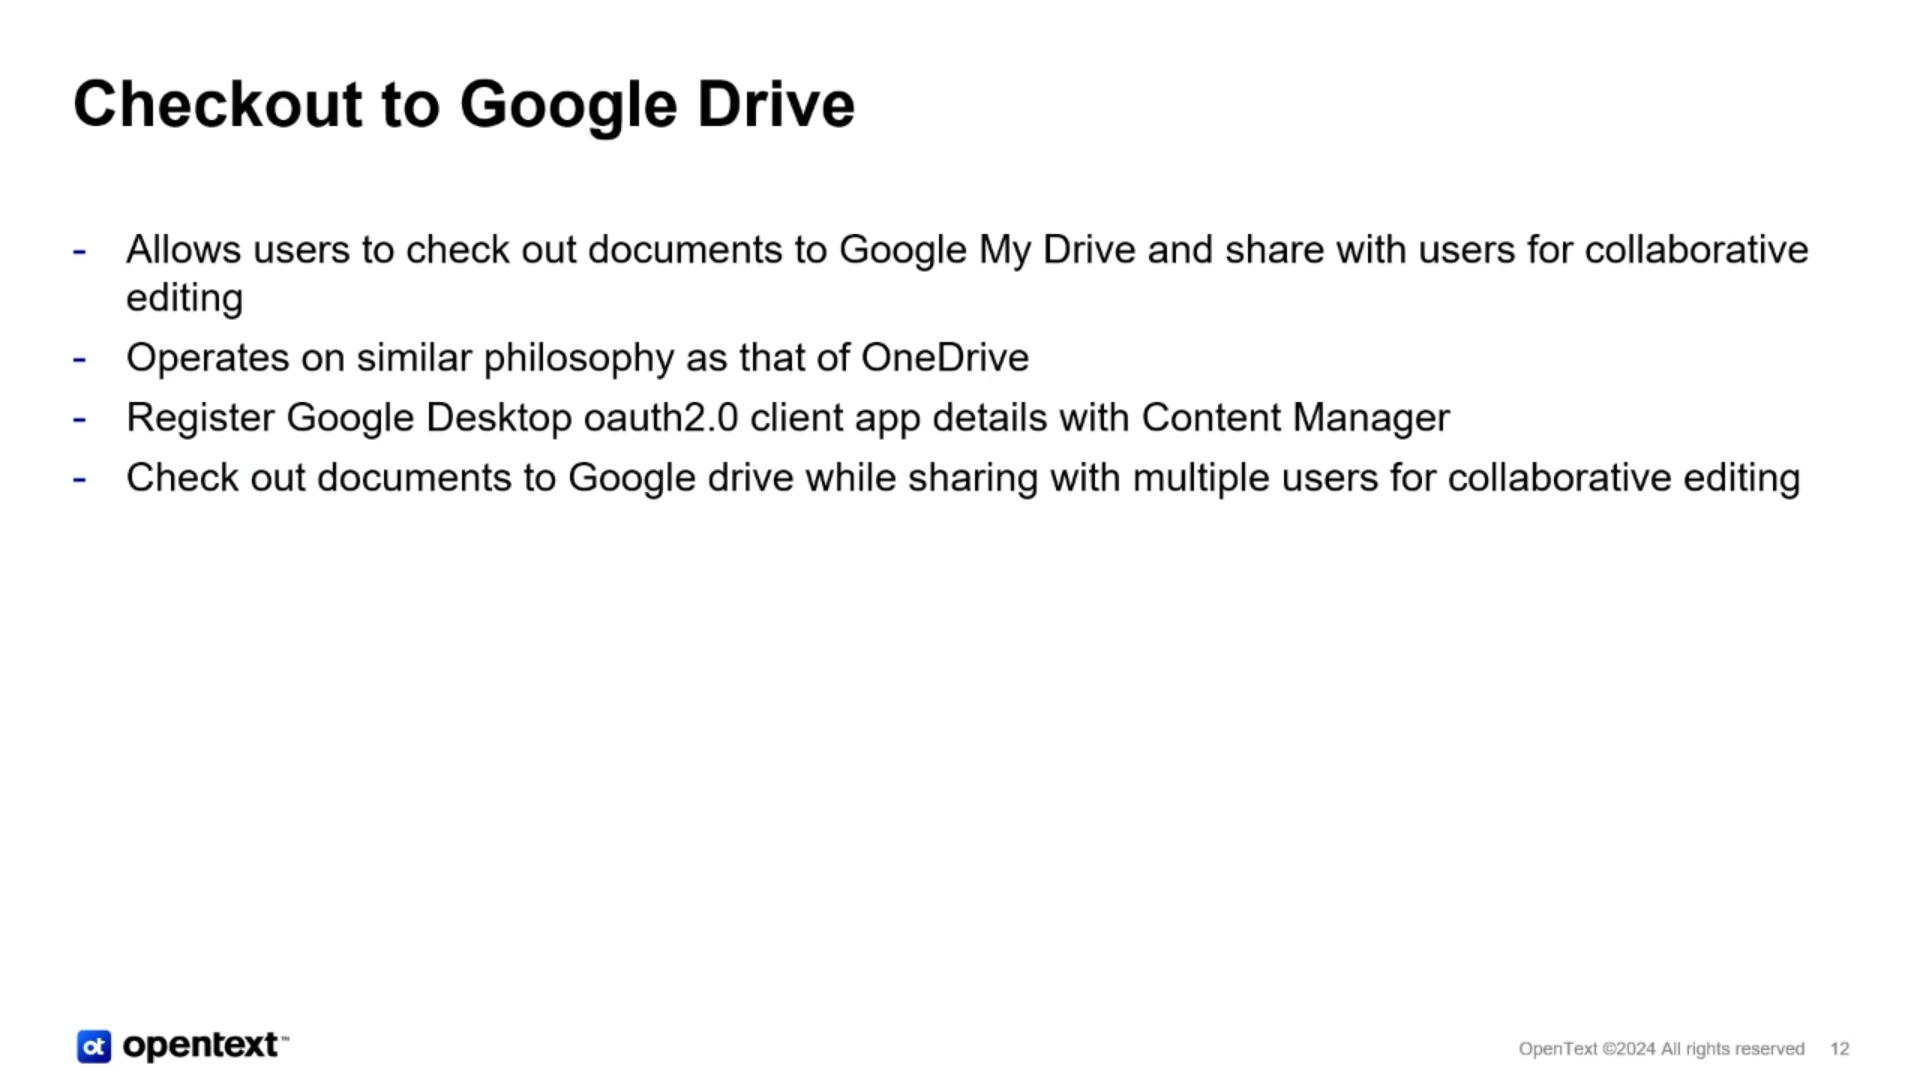 Checkout to Google Drive
- Allows users to check out documents to Google My Drive and share with users for collaborative
editing
- Operates on similar philosophy as that of OneDrive
- Register Google Desktop oauth2.0 client app details with Content Manager
- Check out documents to Google drive while sharing with multiple users for collaborative editing
ot opentext™
OpenText ©2024 All rights reserved 12